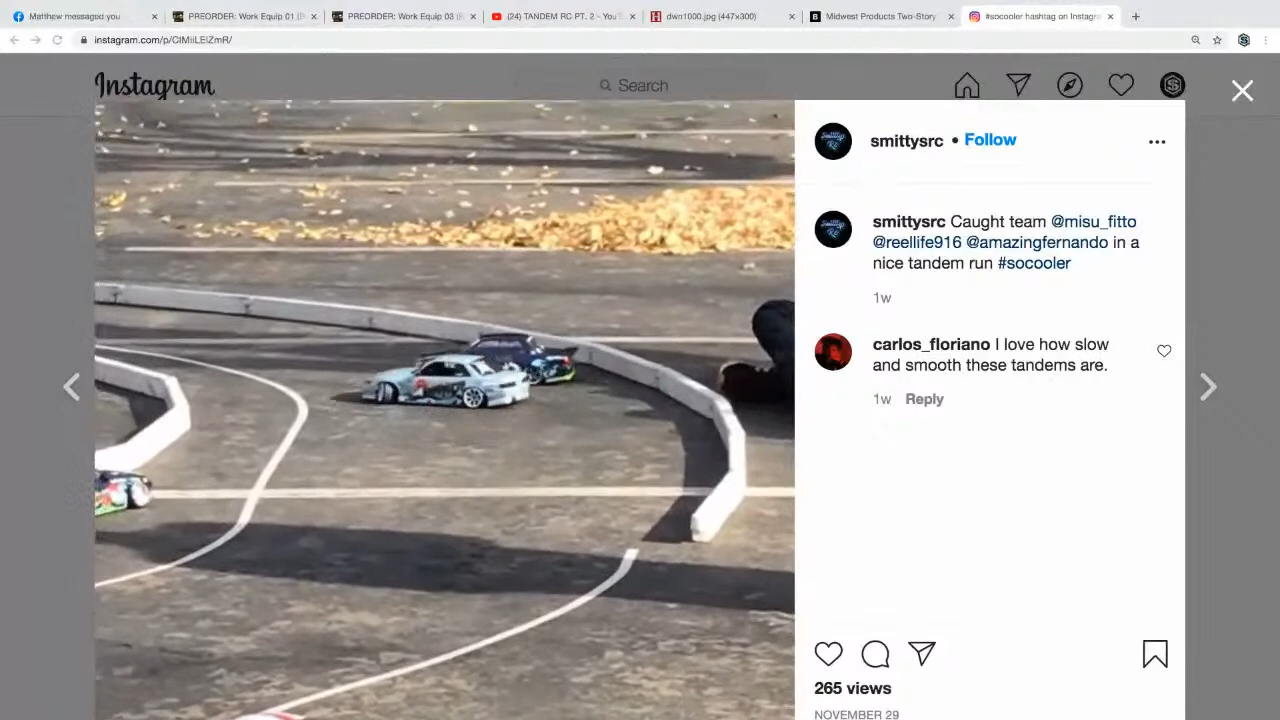 Matthew messaged you
PREORDER: Work Equip 01 (
PREORDER: Work Equip 03 (
(24) TANDEM RC PT. 2 - YouT
dwn1000.jpg (447×300)
Midwest Products Two-Story
#socooler hashtag on Instagra
instagram.com/p/CIMiiLElZmR/
Instagram
Search
smittysrc • Follow
smittysrc Caught team @misu_fitto
@reellife916 @amazingfernando in a
nice tandem run #socooler
1w
carlos_floriano I love how slow
and smooth these tandems are.
1w Reply
265 views
NOVEMBER 29